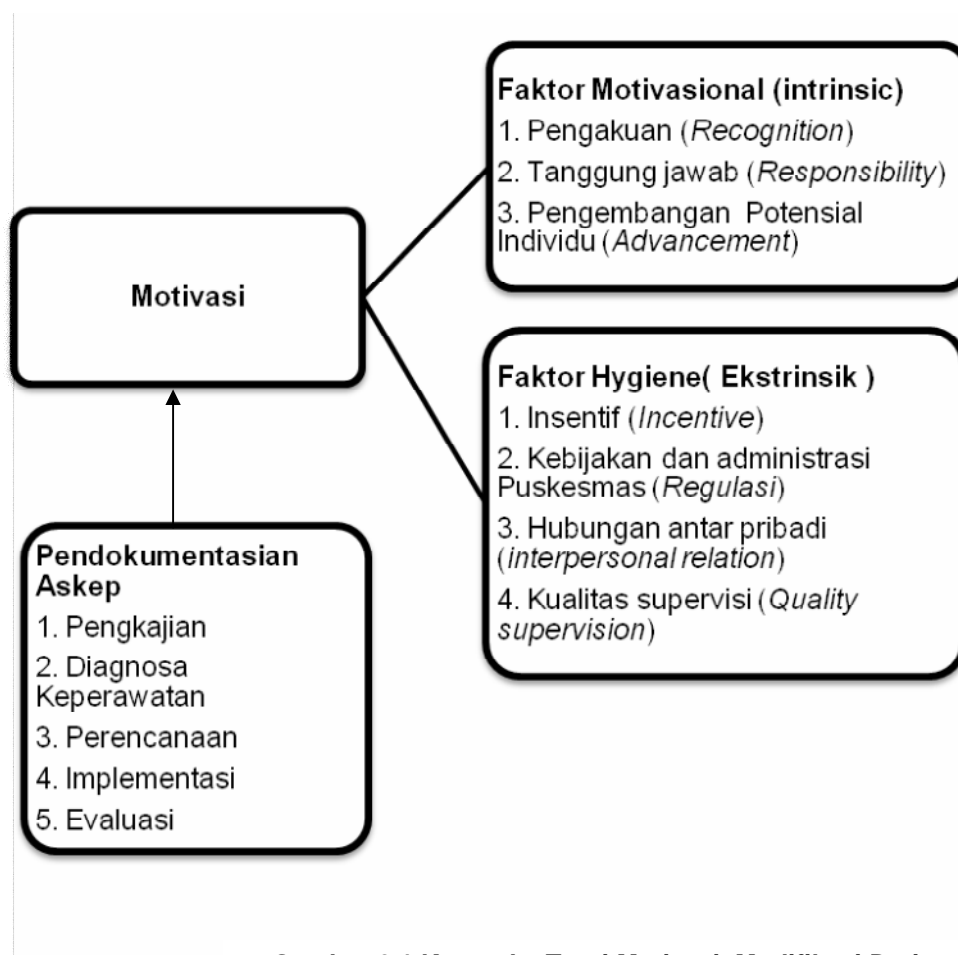 Faktor Motivasional (intrinsic)
1. Pengakuan (Recognition)
2. Tanggung jawab (Responsibility)
3. Pengembangan Potensial
Individu (Advancement)
Motivasi
Faktor Hygiene( Ekstrinsik )
1. Insentif (Incentive)
2. Kebijakan dan administrasi
Puskesmas (Regulasi)
3. Hubungan antar pribadi
(interpersonal relation)
4. Kualitas supervisi (Quality
supervision)
Pendokumentasian
Askep
1. Pengkajian
2. Diagnosa
Keperawatan
3. Perencanaan
4. Implementasi
5. Evaluasi